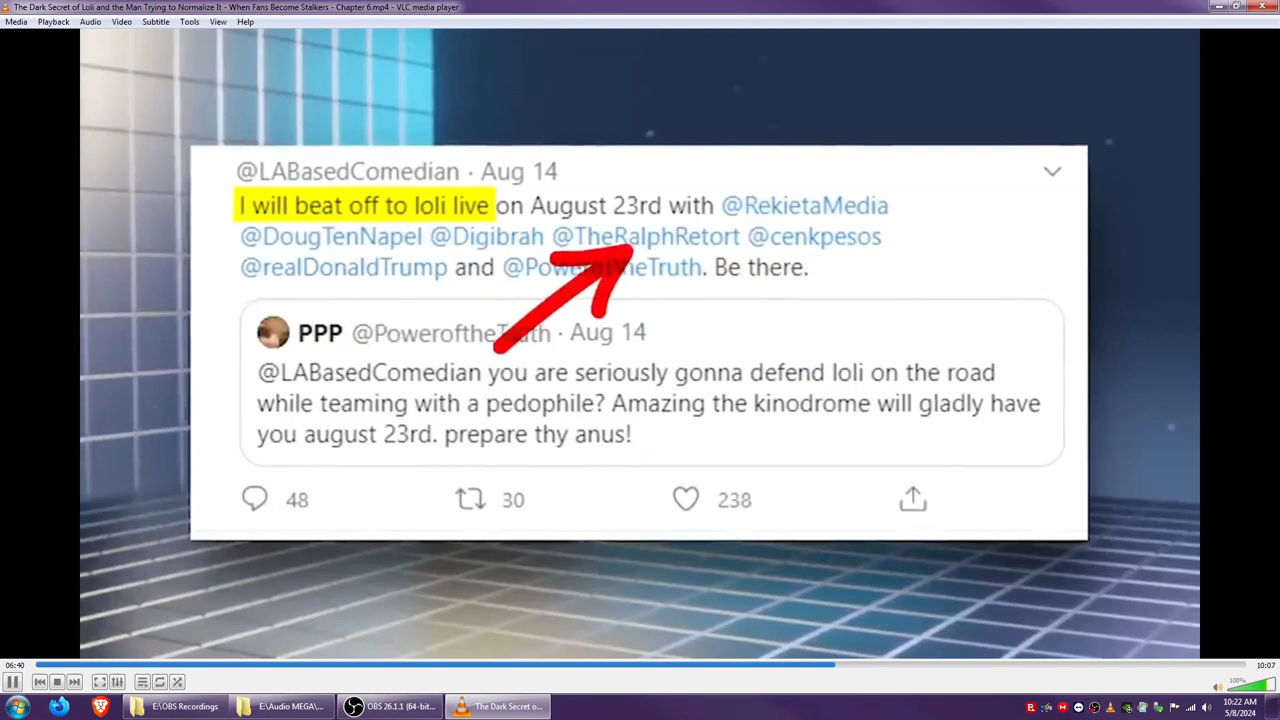 The Dark Secret of Loli and the Man Trying to Normalize It - When Fans Become Stalkers - Chapter 6.mp4 - VLC media player
Media Playback Audio Video Subtitle Tools View Help
@LABasedComedian · Aug 14
I will beat off to loli live on August 23rd with @RekietaMedia
@DougTenNapel @Digibrah @TheRalphRetort @cenkpesos
@realDonaldTrump and @PoweroftheTruth. Be there.
PPP @PoweroftheTruth · Aug 14
@LABasedComedian you are seriously gonna defend loli on the road
while teaming with a pedophile? Amazing the kinodrome will gladly have
you august 23rd. prepare thy anus!
48 30 238
06:40 10:07
100%
E:\OBS Recordings E:\Audio MEGA\... OBS 26.1.1 (64-bit... The Dark Secret o...
10:22 AM
5/8/2024